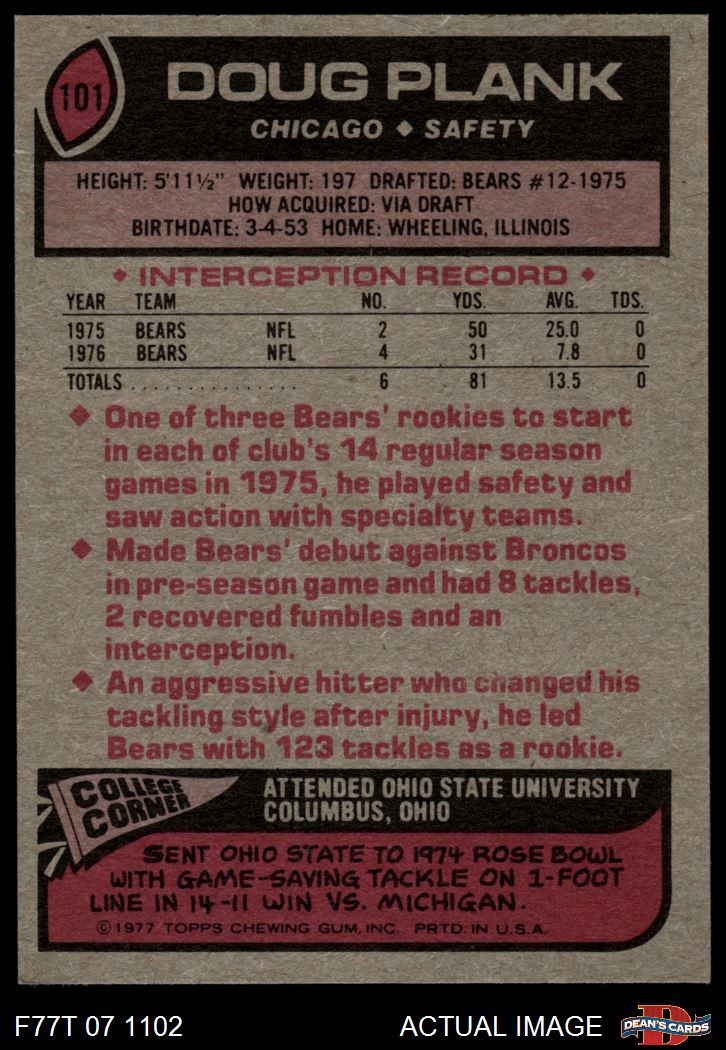 101
DOUG PLANK
CHICAGO ◆ SAFETY
HEIGHT: 5'11½" WEIGHT: 197 DRAFTED: BEARS #12-1975
HOW ACQUIRED: VIA DRAFT
BIRTHDATE: 3-4-53 HOME: WHEELING, ILLINOIS
◆ INTERCEPTION RECORD ◆
YEAR TEAM NO. YDS. AVG. TDS.
1975 BEARS NFL 2 50 25.0 0
1976 BEARS NFL 4 31 7.8 0
TOTALS ................ 6 81 13.5 0
◆ One of three Bears' rookies to start
in each of club's 14 regular season
games in 1975, he played safety and
saw action with specialty teams.
◆ Made Bears' debut against Broncos
in pre-season game and had 8 tackles,
2 recovered fumbles and an
interception.
◆ An aggressive hitter who changed his
tackling style after injury, he led
Bears with 123 tackles as a rookie.
COLLEGE
CORNER
ATTENDED OHIO STATE UNIVERSITY
COLUMBUS, OHIO
SENT OHIO STATE TO 1974 ROSE BOWL
WITH GAME-SAVING TACKLE ON 1-FOOT
LINE IN 14-11 WIN VS. MICHIGAN.
© 1977 TOPPS CHEWING GUM, INC. PRTD. IN U.S.A.
F77T 07 1102
ACTUAL IMAGE
D
DEAN'S CARDS